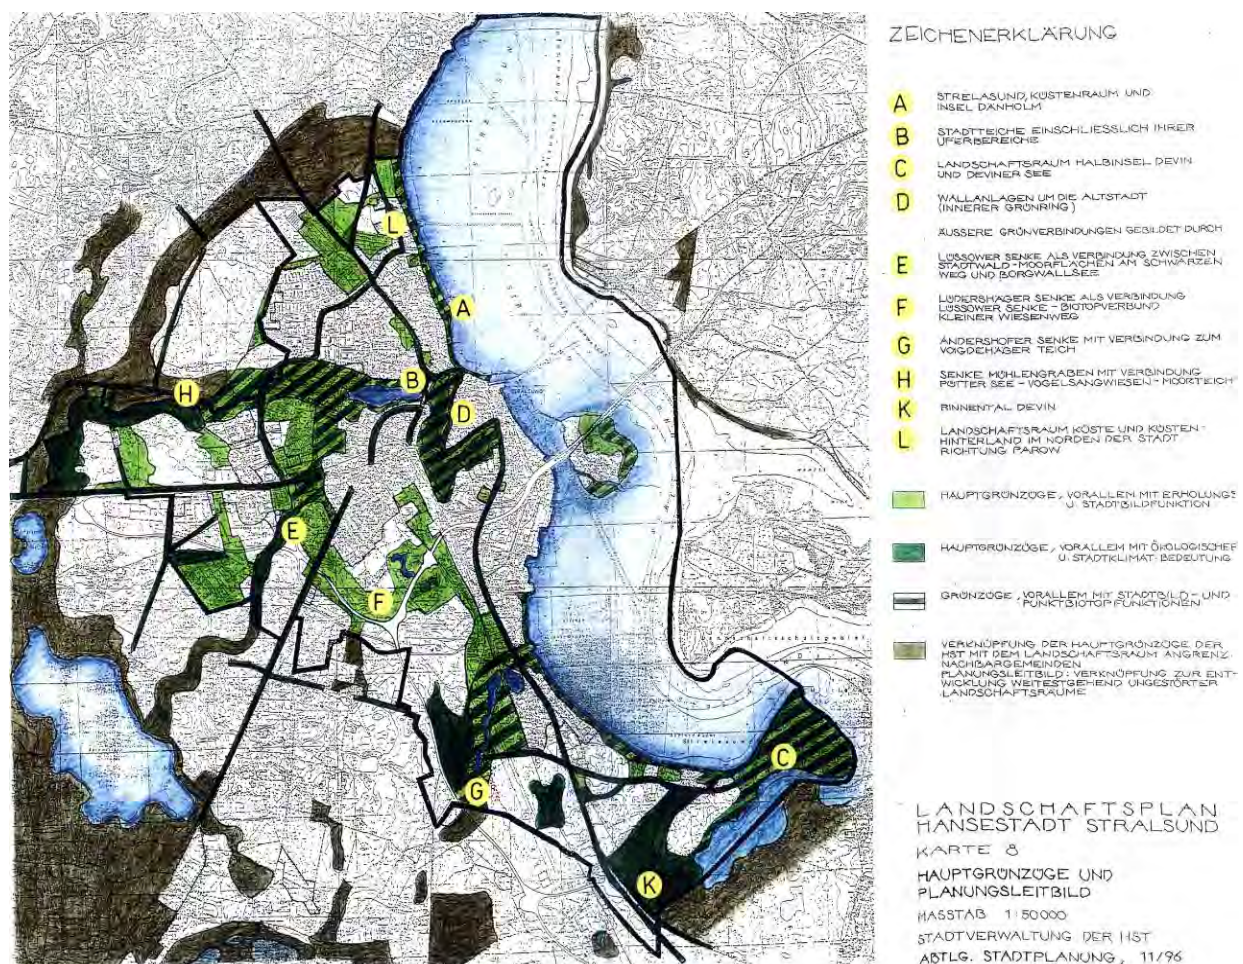 ZEICHENERKLÄRUNG
A STRELASUND, KÜSTENRAUM UND
INSEL DÄNHOLM
B STADTTEICHE EINSCHLIESSLICH IHRER
UFERBEREICHE
C LANDSCHAFTSRAUM HALBINSEL DEVIN
UND DEVINER SEE
D WALLANLAGEN UM DIE ALTSTADT
(INNERER GRÜNRING)
ÄUSSERE GRÜNVERBINDUNGEN GEBILDET DURCH
E LÜSSOWER SENKE ALS VERBINDUNG ZWISCHEN
STADTWALD-MOORFLÄCHEN AM SCHWARZEN
WEG UND BORGWALLSEE
F LÜDERSHÄGER SENKE ALS VERBINDUNG
LÜSSOWER SENKE - BIOTOPVERBUND
KLEINER WIESENWEG
G ANDERSHOFER SENKE MIT VERBINDUNG ZUM
VOIGDEHÄGER TEICH
H SENKE MÜHLENGRABEN MIT VERBINDUNG
PÜTTER SEE - VOGELSANGWIESEN - MOORTEICH
K RINNENTAL DEVIN
L LANDSCHAFTSRAUM KÜSTE UND KÜSTEN-
HINTERLAND IM NORDEN DER STADT
RICHTUNG PAROW
HAUPTGRÜNZÜGE, VORALLEM MIT ERHOLUNGS
U. STADTBILDFUNKTION
HAUPTGRÜNZÜGE, VORALLEM MIT ÖKOLOGISCHER
U. STADTKLIMAT. BEDEUTUNG
GRÜNZÜGE, VORALLEM MIT STADTBILD- UND
PUNKTBIOTOPFUNKTIONEN
VERKNÜPFUNG DER HAUPTGRÜNZÜGE DER
HST MIT DEM LANDSCHAFTSRAUM ANGRENZ.
NACHBARGEMEINDEN
PLANUNGSLEITBILD: VERKNÜPFUNG ZUR ENT-
WICKLUNG WEITESTGEHEND UNGESTÖRTER
LANDSCHAFTSRÄUME
LANDSCHAFTSPLAN
HANSESTADT STRALSUND
KARTE 8
HAUPTGRÜNZÜGE UND
PLANUNGSLEITBILD
MASSTAB 1:50000
STADTVERWALTUNG DER HST
ABTLG. STADTPLANUNG, 11/96
L
A
B
H
D
E
F
C
G
K
STRALSUND